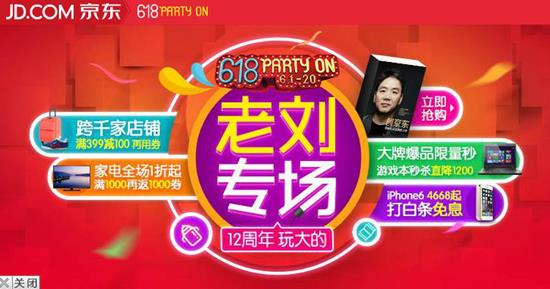 JD.COM 京东
618 PARTY ON
618 PARTY ON
6.1-20
老刘
专场
12周年 玩大的
跨千家店铺
满399减100 再用券
家电全场1折起
满1000再返1000券
立即
抢购
大牌爆品限量秒
游戏本秒杀直降1200
iPhone6 4668起
打白条免息
关闭